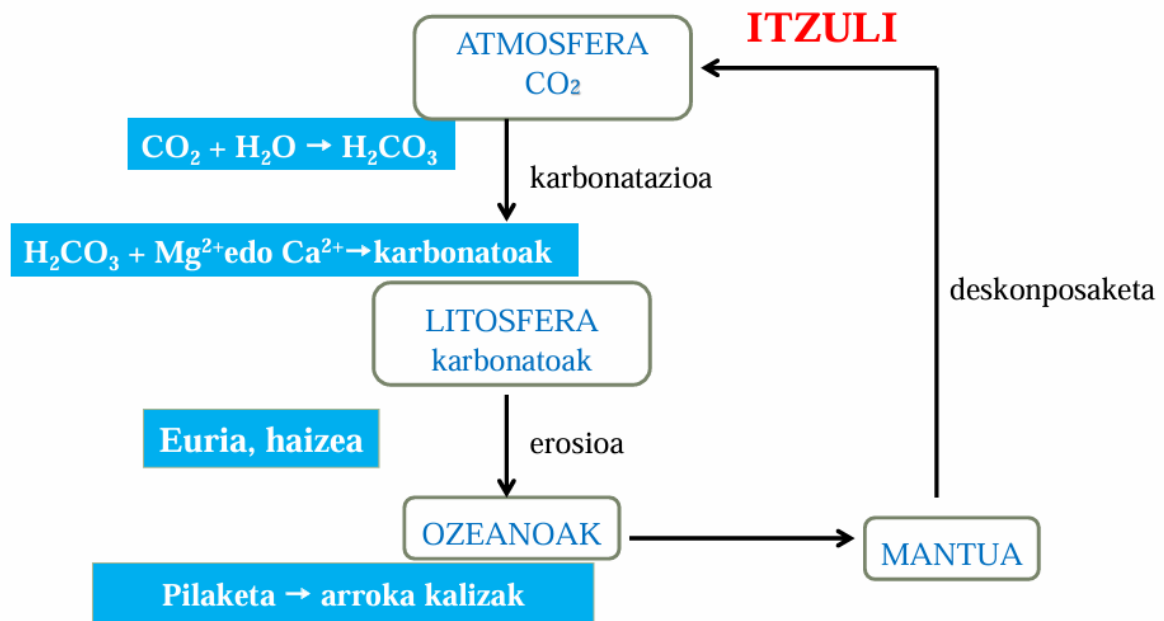 ITZULI
ATMOSFERA
CO₂
CO₂ + H₂O → H₂CO₃
karbonatazioa
H₂CO₃ + Mg²⁺edo Ca²⁺→karbonatoak
deskonposaketa
LITOSFERA
karbonatoak
Euria, haizea
erosioa
OZEANOAK
MANTUA
Pilaketa → arroka kalizak